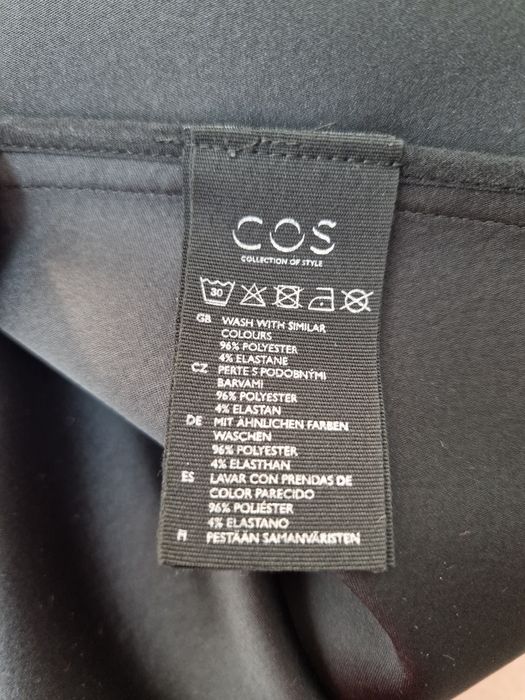 COS
COLLECTION OF STYLE
30
GB WASH WITH SIMILAR
COLOURS
96% POLYESTER
4% ELASTANE
CZ PERTE S PODOBNÝMI
BARVAMI
96% POLYESTER
4% ELASTAN
DE MIT ÄHNLICHEN FARBEN
WASCHEN
96% POLYESTER
4% ELASTHAN
ES LAVAR CON PRENDAS DE
COLOR PARECIDO
96% POLIÉSTER
4% ELASTANO
FI PESTÄÄN SAMANVÄRISTEN